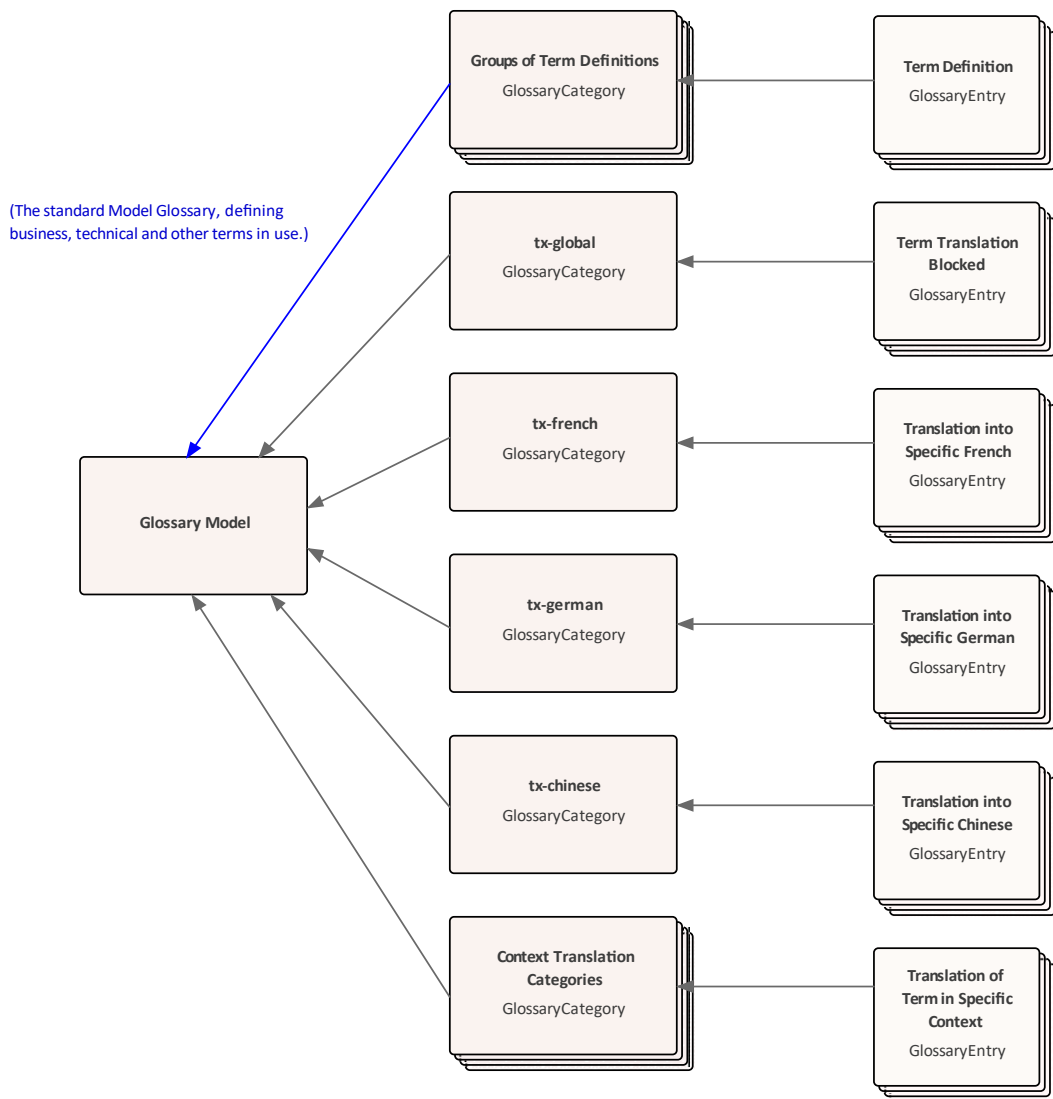 Groups of Term Definitions
GlossaryCategory
Term Definition
GlossaryEntry
(The standard Model Glossary, defining
business, technical and other terms in use.)
tx-global
GlossaryCategory
Term Translation
Blocked
GlossaryEntry
tx-french
GlossaryCategory
Translation into
Specific French
GlossaryEntry
Glossary Model
tx-german
GlossaryCategory
Translation into
Specific German
GlossaryEntry
tx-chinese
GlossaryCategory
Translation into
Specific Chinese
GlossaryEntry
Context Translation
Categories
GlossaryCategory
Translation of
Term in Specific
Context
GlossaryEntry